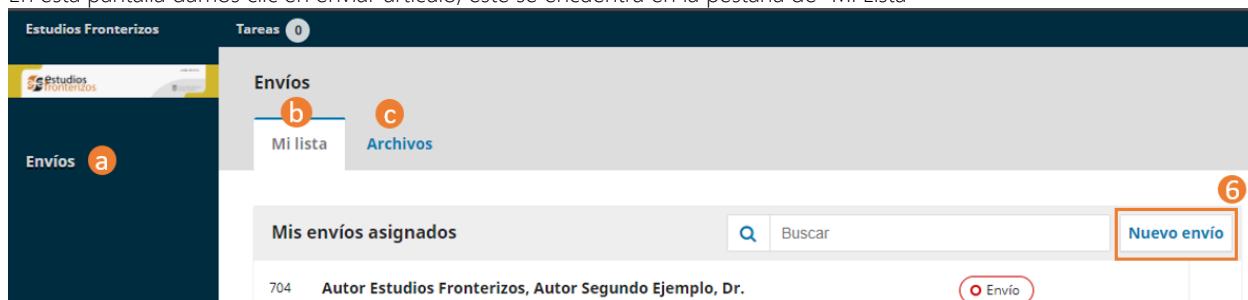 En esta pantalla damos clic en enviar artículo, este se encuentra en la pestaña de "Mi Lista"
Estudios Fronterizos Tareas 0
estudios fronterizos
Envíos
b c
Mi lista Archivos
Envíos a
6
Mis envíos asignados Buscar Nuevo envío
704 Autor Estudios Fronterizos, Autor Segundo Ejemplo, Dr. Envío